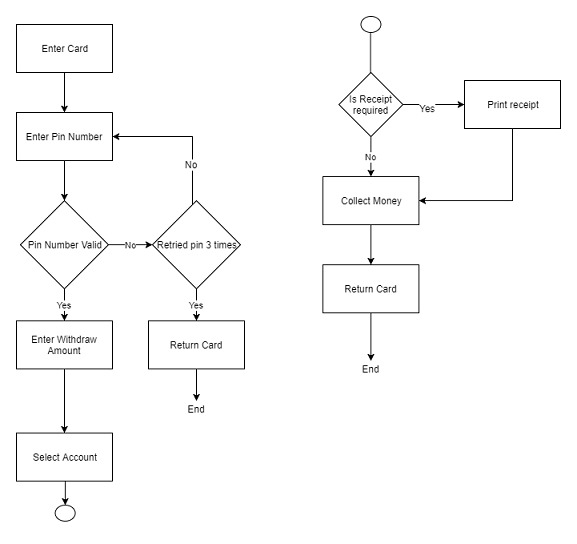 Enter Card
Enter Pin Number
No
Pin Number Valid
No
Retried pin 3 times
Yes
Yes
Enter Withdraw
Amount
Return Card
End
Select Account
Is Receipt
required
Yes
Print receipt
No
Collect Money
Return Card
End